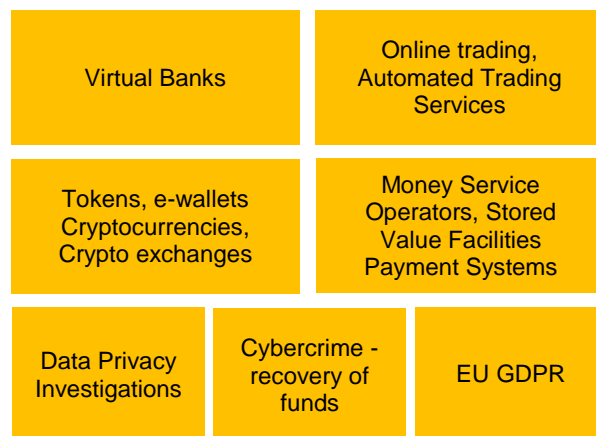 Virtual Banks
Online trading,
Automated Trading
Services
Tokens, e-wallets
Cryptocurrencies,
Crypto exchanges
Money Service
Operators, Stored
Value Facilities
Payment Systems
Data Privacy
Investigations
Cybercrime -
recovery of
funds
EU GDPR